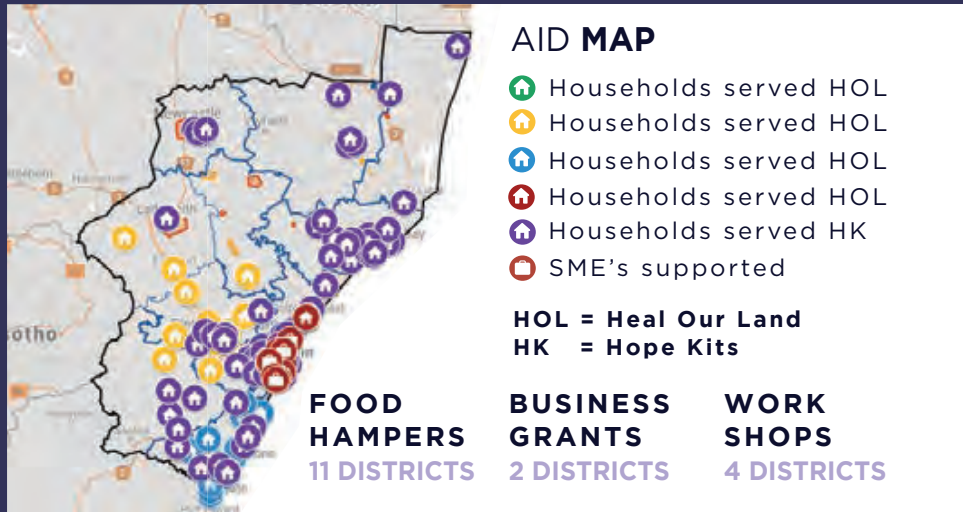 AID MAP
Households served HOL
Households served HOL
Households served HOL
Households served HOL
Households served HK
SME's supported
HOL = Heal Our Land
HK = Hope Kits
FOOD HAMPERS
11 DISTRICTS
BUSINESS GRANTS
2 DISTRICTS
WORK SHOPS
4 DISTRICTS
otho